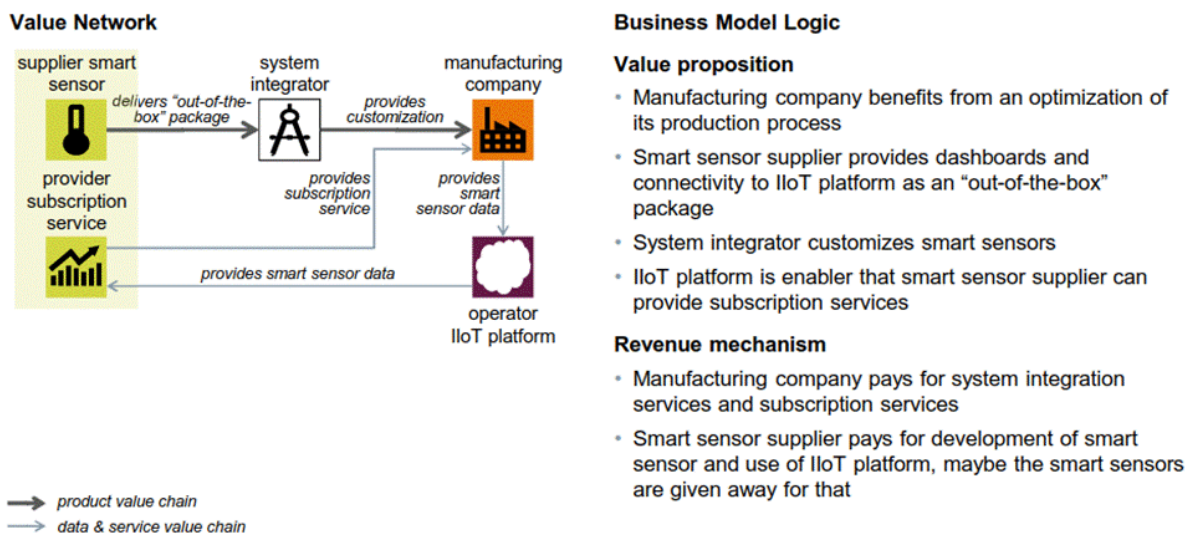 Value Network
supplier smart
sensor
system
integrator
manufacturing
company
delivers “out-of-the-
box” package
provides
customization
provider
subscription
service
provides
subscription
service
provides
smart
sensor data
provides smart sensor data
operator
IIoT platform
product value chain
data & service value chain
Business Model Logic
Value proposition
• Manufacturing company benefits from an optimization of
its production process
• Smart sensor supplier provides dashboards and
connectivity to IIoT platform as an “out-of-the-box”
package
• System integrator customizes smart sensors
• IIoT platform is enabler that smart sensor supplier can
provide subscription services
Revenue mechanism
• Manufacturing company pays for system integration
services and subscription services
• Smart sensor supplier pays for development of smart
sensor and use of IIoT platform, maybe the smart sensors
are given away for that